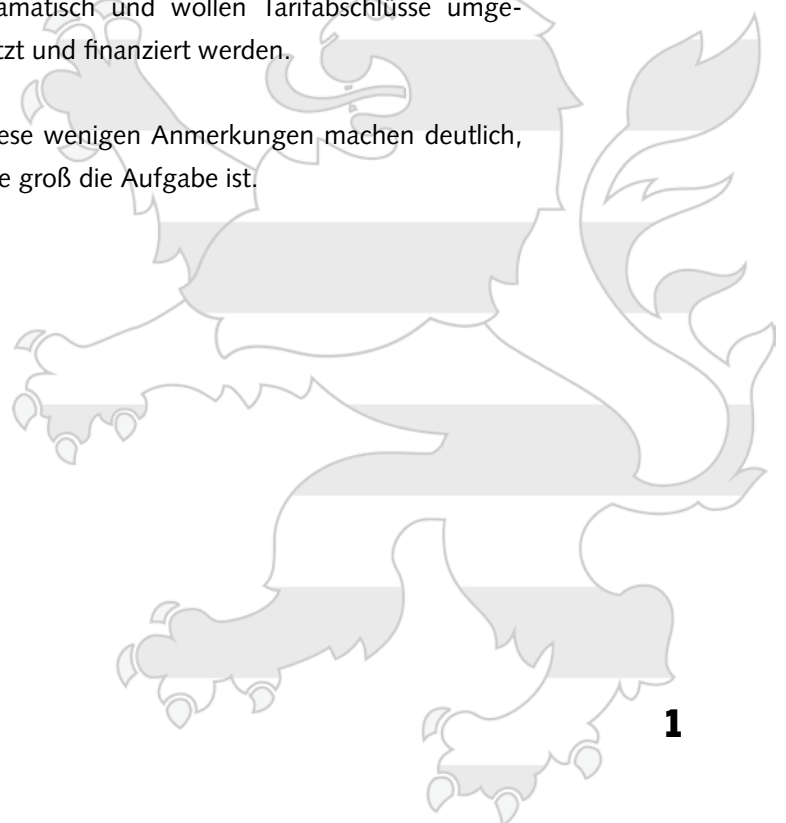 amatisch und wollen Tarifabschlüsse umge-
tzt und finanziert werden.
ese wenigen Anmerkungen machen deutlich,
e groß die Aufgabe ist.
1